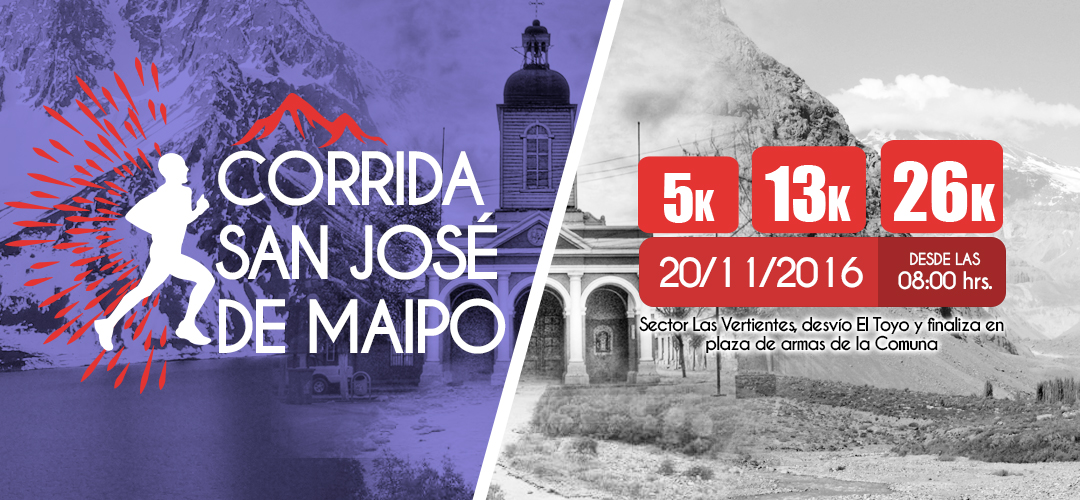 CORRIDA
SAN JOSÉ
DE MAIPO
5K
13K
26K
20/11/2016
DESDE LAS
08:00 hrs.
Sector Las Vertientes, desvío El Toyo y finaliza en
plaza de armas de la Comuna